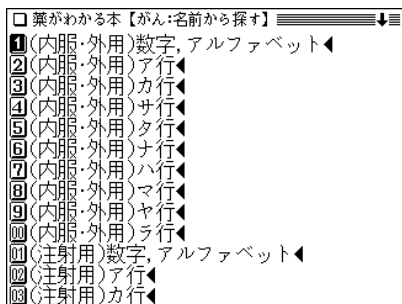 薬がわかる本【がん:名前から探す】
1(内服・外用)数字,アルファベット
2(内服・外用)ア行
3(内服・外用)カ行
4(内服・外用)サ行
5(内服・外用)タ行
6(内服・外用)ナ行
7(内服・外用)ハ行
8(内服・外用)マ行
9(内服・外用)ヤ行
00(内服・外用)ラ行
01(注射用)数字,アルファベット
02(注射用)ア行
03(注射用)カ行